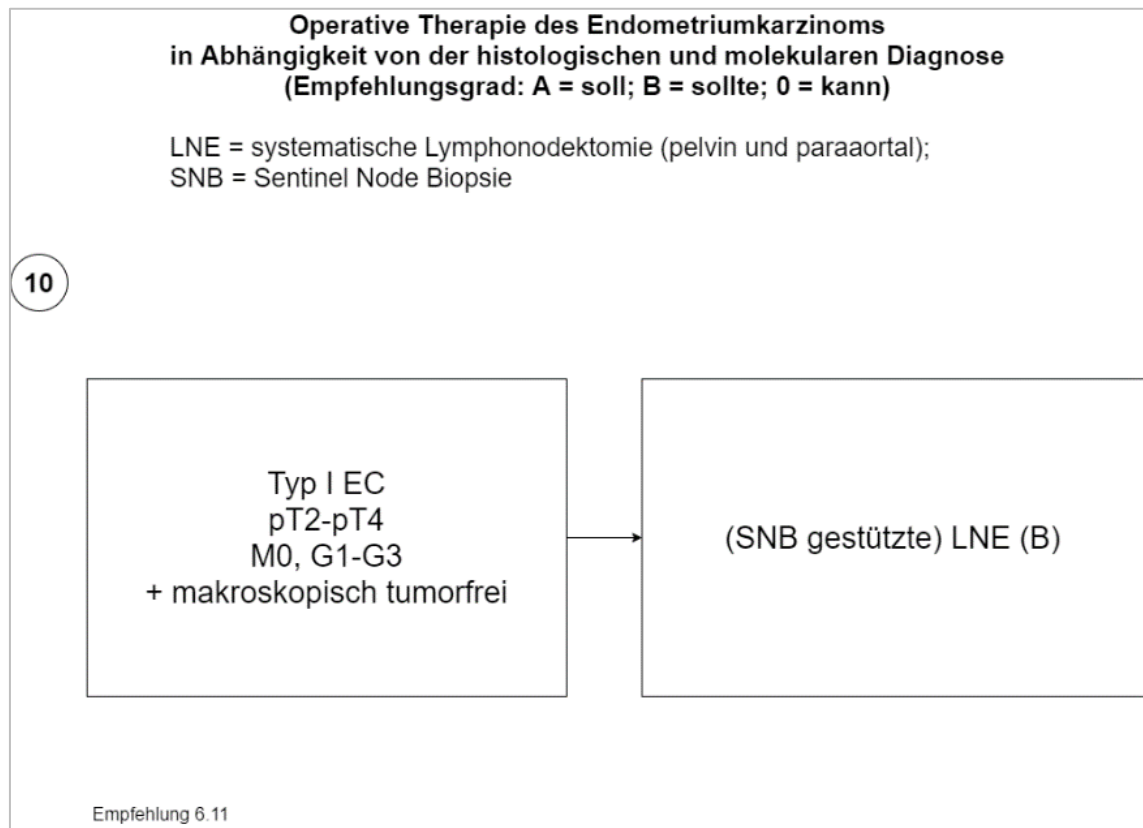 Operative Therapie des Endometriumkarzinoms
in Abhängigkeit von der histologischen und molekularen Diagnose
(Empfehlungsgrad: A = soll; B = sollte; 0 = kann)
LNE = systematische Lymphonodektomie (pelvin und paraaortal);
SNB = Sentinel Node Biopsie
10
Typ I EC
pT2-pT4
M0, G1-G3
+ makroskopisch tumorfrei
(SNB gestützte) LNE (B)
Empfehlung 6.11